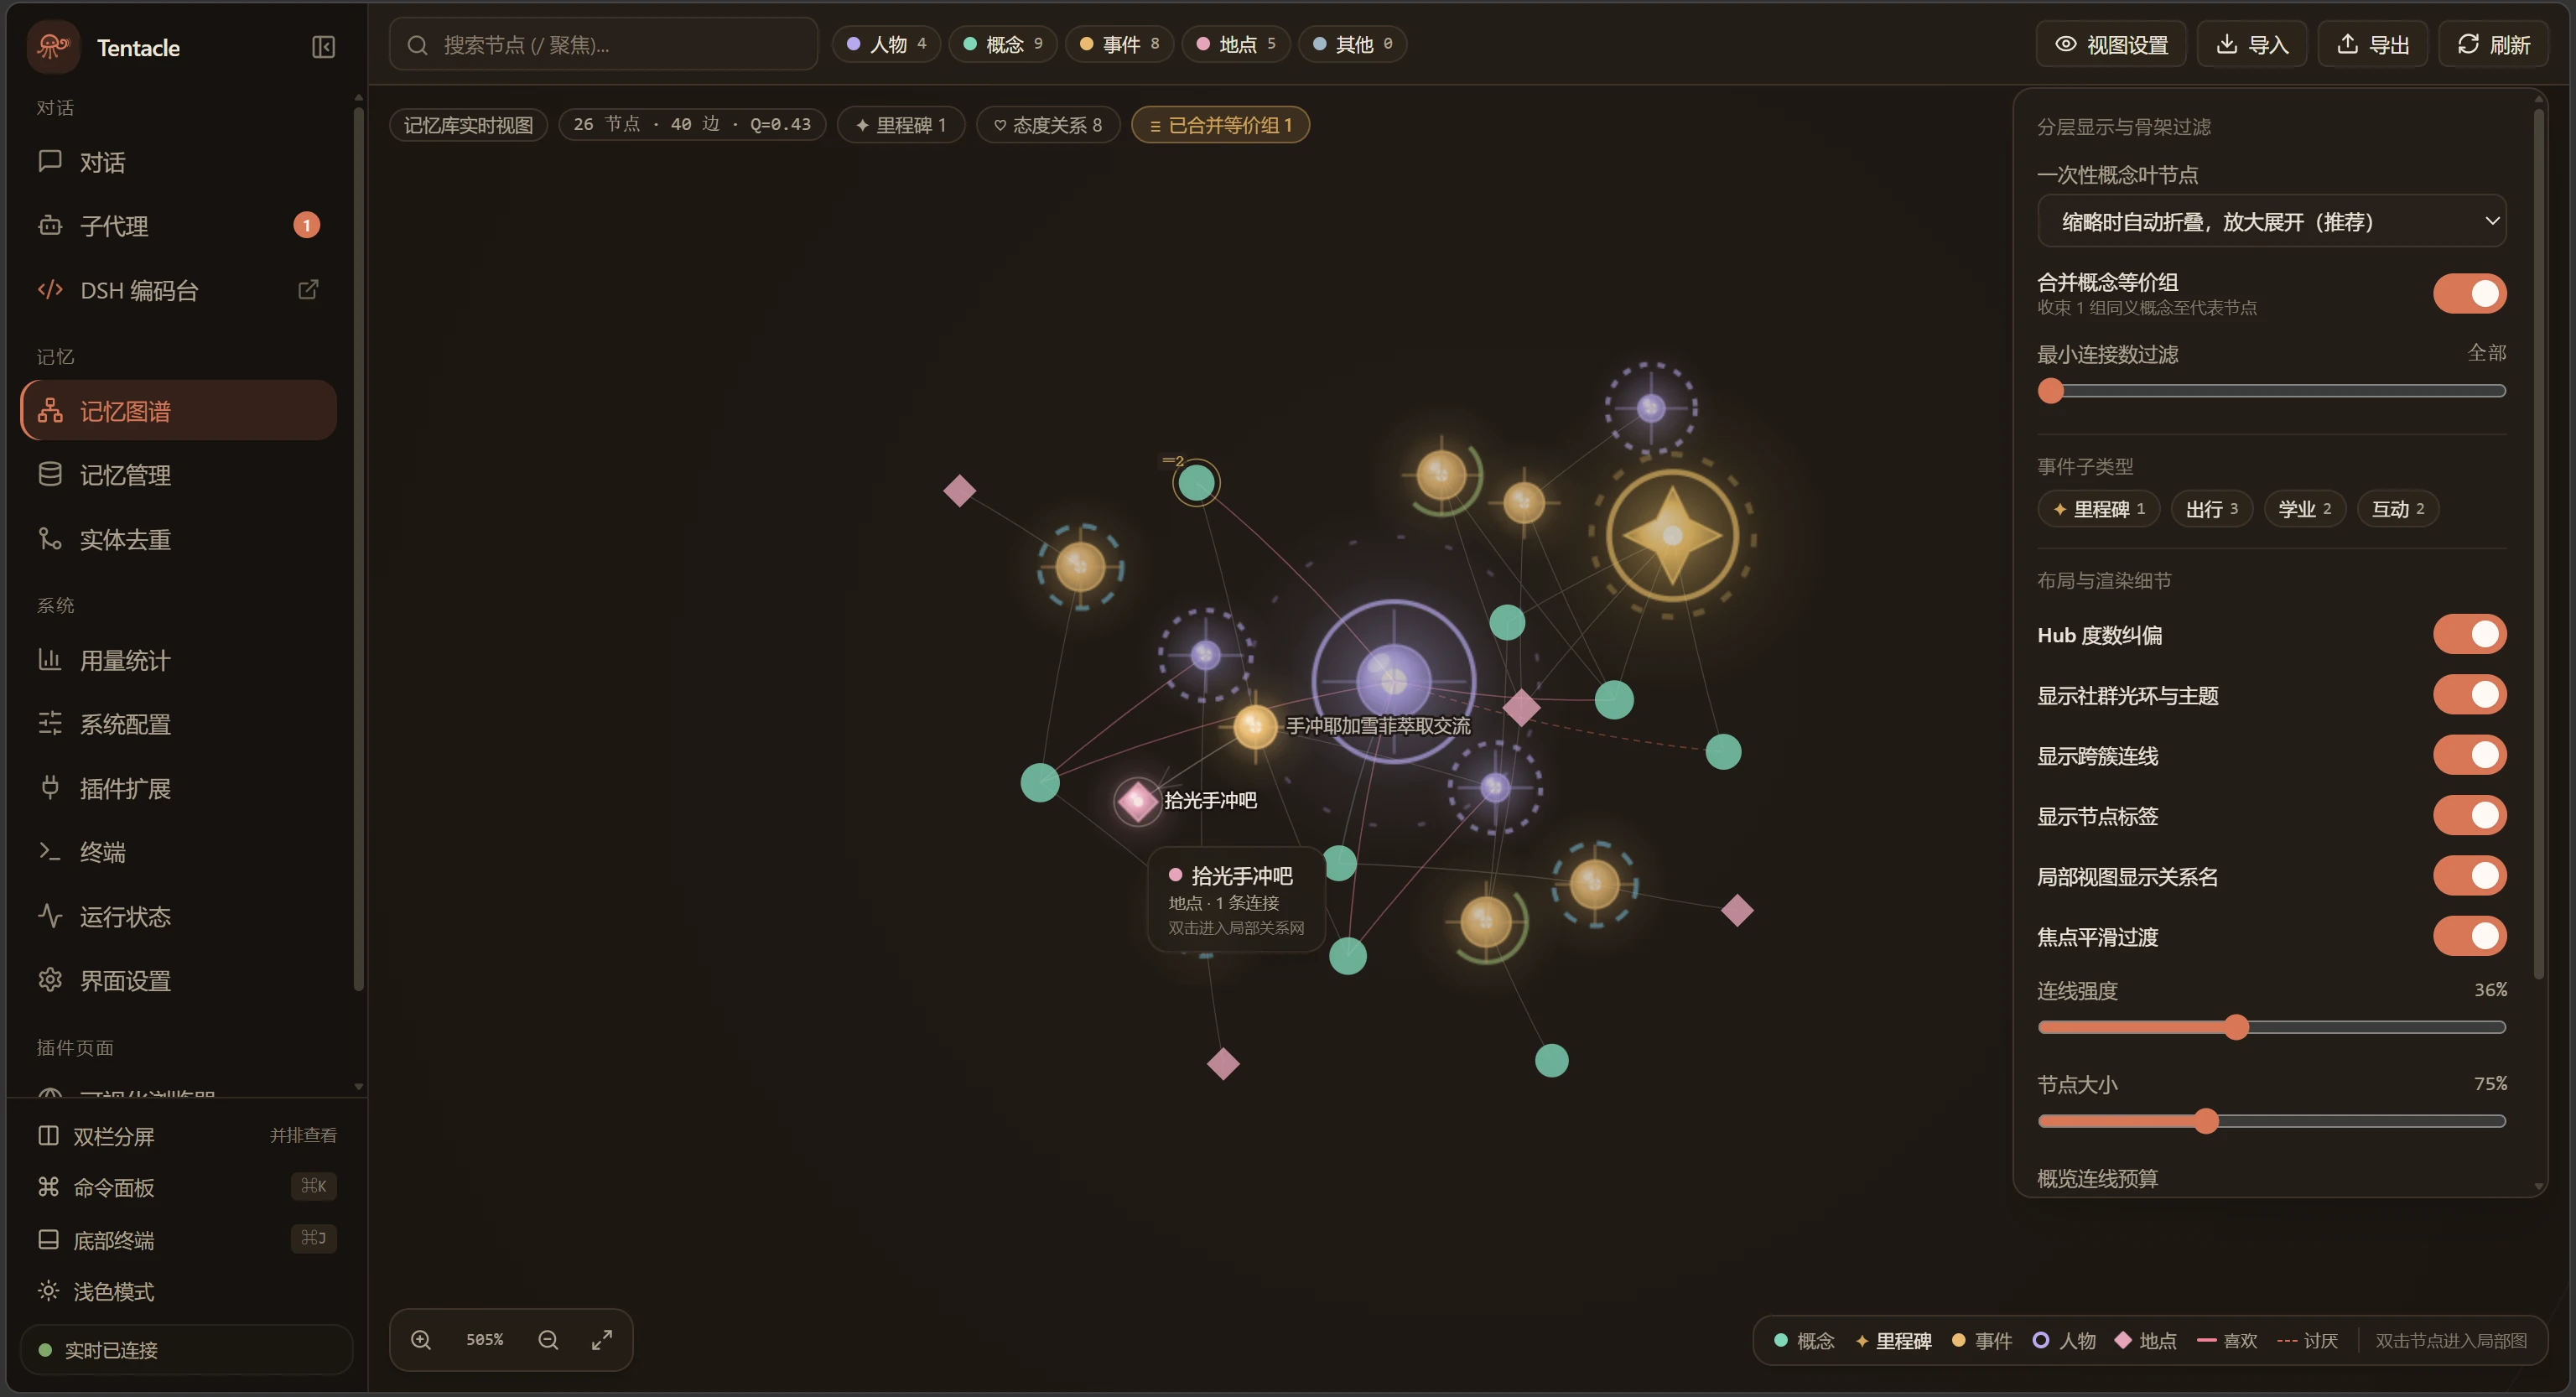 Tentacle
对话
对话
子代理 1
DSH 编码台
记忆
记忆图谱
记忆管理
实体去重
系统
用量统计
系统配置
插件扩展
终端
运行状态
界面设置
插件页面
可视化浏览器
双栏分屏 并排查看
命令面板 ⌘K
底部终端 ⌘J
浅色模式
实时已连接
搜索节点 (/ 聚焦)...
人物 4
概念 9
事件 8
地点 5
其他 0
视图设置
导入
导出
刷新
记忆库实时视图
26 节点 · 40 边 · Q=0.43
✦ 里程碑 1
♡ 态度关系 8
≡ 已合并等价组 1
=2
手冲耶加雪菲萃取交流
拾光手冲吧
拾光手冲吧
地点 · 1 条连接
双击进入局部关系网
505%
分层显示与骨架过滤
一次性概念叶节点
缩略时自动折叠，放大展开（推荐）
合并概念等价组
收束 1 组同义概念至代表节点
最小连接数过滤 全部
事件子类型
✦ 里程碑 1
出行 3
学业 2
互动 2
布局与渲染细节
Hub 度数纠偏
显示社群光环与主题
显示跨簇连线
显示节点标签
局部视图显示关系名
焦点平滑过渡
连线强度 36%
节点大小 75%
概览连线预算
概念 ✦ 里程碑 事件 人物 地点 喜欢 讨厌 双击节点进入局部图